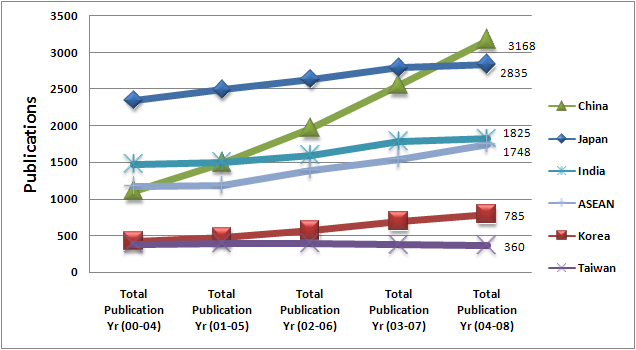 3500
3000
2500
2000
1500
1000
500
0
Publications
3168
2835
1825
1748
785
360
China
Japan
India
ASEAN
Korea
Taiwan
Total Publication Yr (00-04)
Total Publication Yr (01-05)
Total Publication Yr (02-06)
Total Publication Yr (03-07)
Total Publication Yr (04-08)